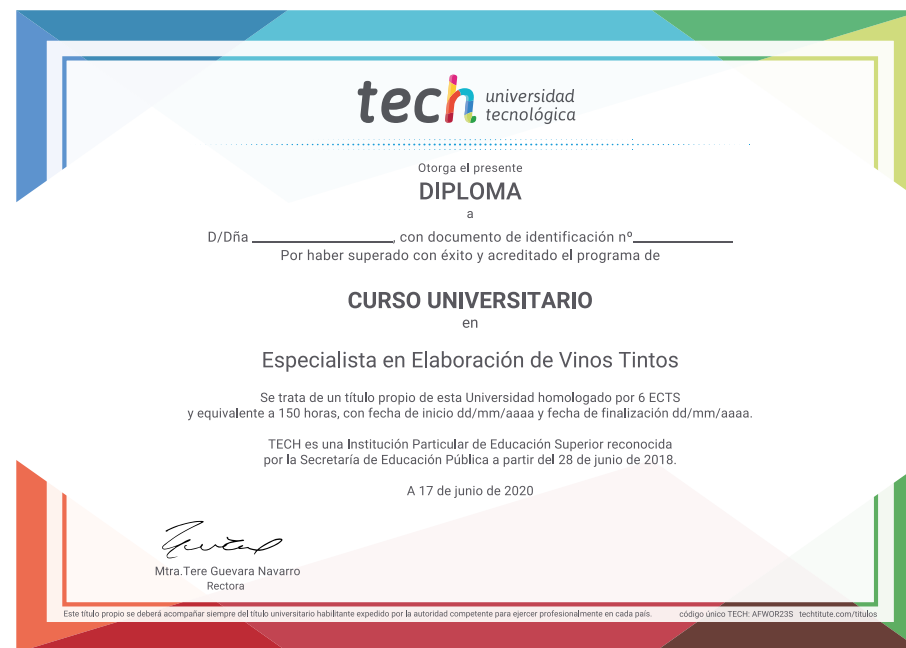 tech universidad
tecnológica
Otorga el presente
DIPLOMA
a
D/Dña ____________________, con documento de identificación nº______________
Por haber superado con éxito y acreditado el programa de
CURSO UNIVERSITARIO
en
Especialista en Elaboración de Vinos Tintos
Se trata de un título propio de esta Universidad homologado por 6 ECTS
y equivalente a 150 horas, con fecha de inicio dd/mm/aaaa y fecha de finalización dd/mm/aaaa.
TECH es una Institución Particular de Educación Superior reconocida
por la Secretaría de Educación Pública a partir del 28 de junio de 2018.
A 17 de junio de 2020
Mtra.Tere Guevara Navarro
Rectora
Este título propio se deberá acompañar siempre del título universitario habilitante expedido por la autoridad competente para ejercer profesionalmente en cada país. código único TECH: AFWOR23S techtitute.com/titulos